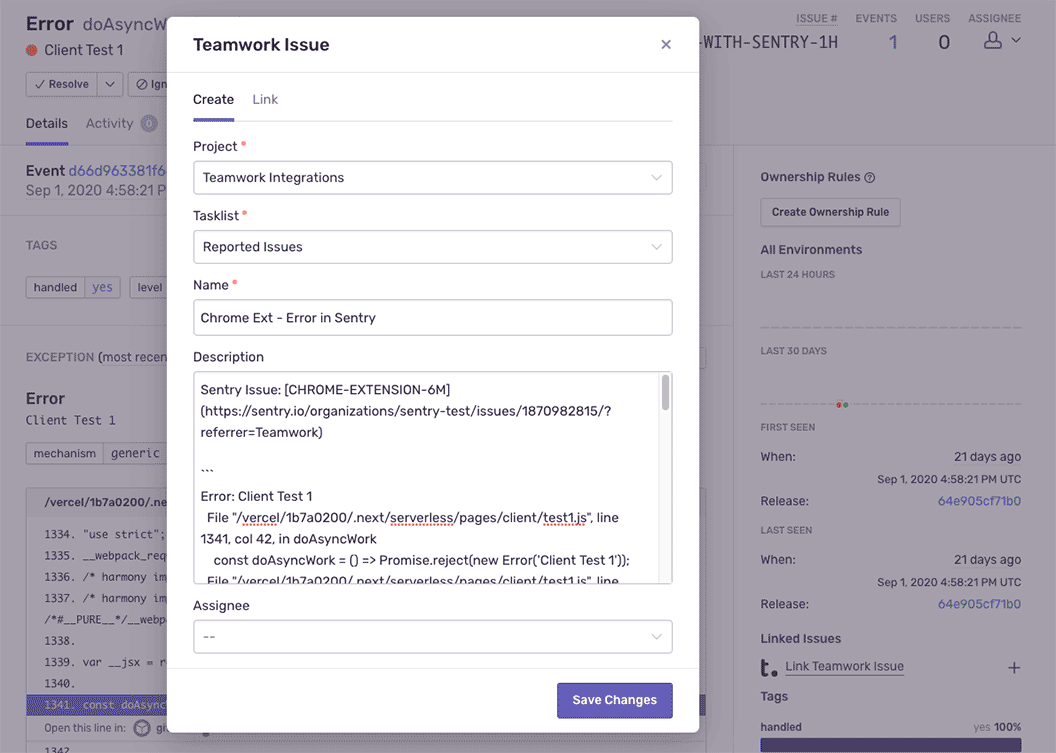 Error doAsyncW
Client Test 1
Resolve
Ign
Details Activity 0
-WITH-SENTRY-1H
ISSUE # EVENTS USERS ASSIGNEE
1 0
Event d66d963381f6
Sep 1, 2020 4:58:21 P
TAGS
handled yes level
EXCEPTION (most recen
Error
Client Test 1
mechanism generic
/vercel/1b7a0200/.ne
1334. "use strict";
1335. __webpack_requ
1336. /* harmony imp
1337. /* harmony imp
/*#__PURE__*/__webp
1338.
1339. var __jsx = r
1340.
1341. const doAsync
Open this line in: gi
1342
Teamwork Issue
Create Link
Project *
Teamwork Integrations
Tasklist *
Reported Issues
Name *
Chrome Ext - Error in Sentry
Description
Sentry Issue: [CHROME-EXTENSION-6M]
(https://sentry.io/organizations/sentry-test/issues/1870982815/?
referrer=Teamwork)
```
Error: Client Test 1
File "/vercel/1b7a0200/.next/serverless/pages/client/test1.js", line
1341, col 42, in doAsyncWork
const doAsyncWork = () => Promise.reject(new Error('Client Test 1'));
File "/vercel/1b7a0200/.next/serverless/pages/client/test1.js", line
Assignee
--
Save Changes
Ownership Rules
Create Ownership Rule
All Environments
LAST 24 HOURS
LAST 30 DAYS
FIRST SEEN
When: 21 days ago
Sep 1, 2020 4:58:21 PM UTC
Release: 64e905cf71b0
LAST SEEN
When: 21 days ago
Sep 1, 2020 4:58:21 PM UTC
Release: 64e905cf71b0
Linked Issues
t. Link Teamwork Issue
Tags
handled yes 100%